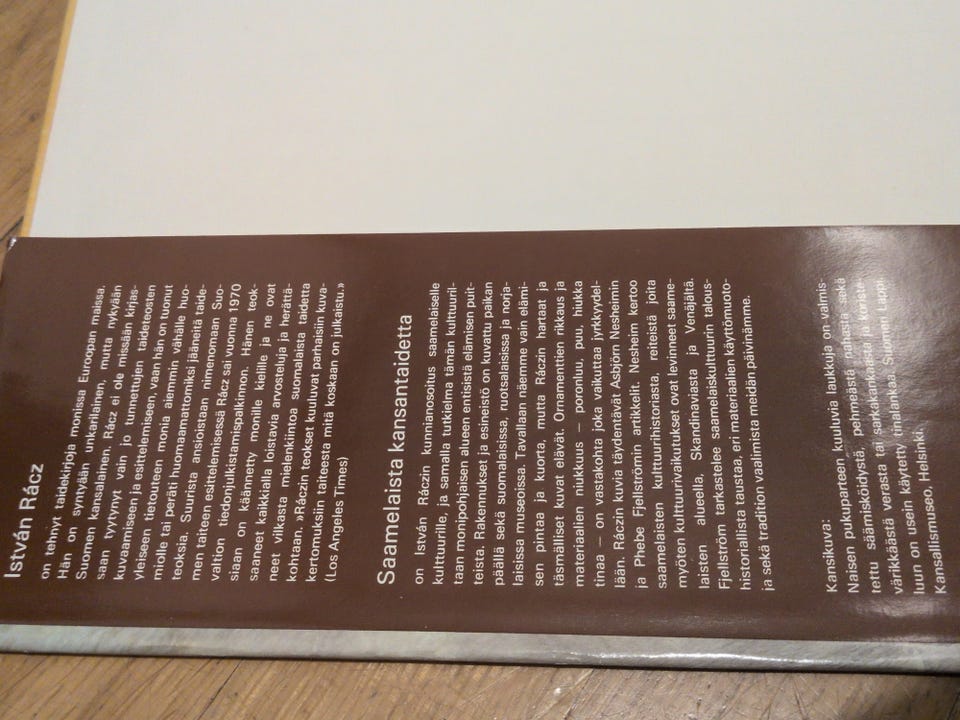 István Rácz
on tehnyt taidekirjoja monissa Euroopan maissa.
Hän on syntyään unkarilainen, mutta nykyään
Suomen kansalainen. Rácz ei ole missään kirjas-
saan tyytynyt vain jo tunnettujen taideteosten
kuvaamiseen ja esittelemiseen, vaan hän on tuonut
yleiseen tietouteen monia aiemmin vähälle huo-
miolle tai peräti huomaamattomiksi jääneitä taide-
teoksia. Suurista ansioistaan nimenomaan Suo-
men taiteen esittelemisessä Rácz sai vuonna 1970
valtion tiedonjulkistamispalkinnon. Hänen teok-
siaan on käännetty monille kielille ja ne ovat
saaneet kaikkialla loistavia arvosteluja ja herättä-
neet vilkasta mielenkiintoa suomalaista taidetta
kohtaan. »Ráczin teokset kuuluvat parhaisiin kuva-
kertomuksiin taiteesta mitä koskaan on julkaistu.»
(Los Angeles Times)
Saamelaista kansantaidetta
on István Ráczin kunnianosoitus saamelaiselle
kulttuurille, ja samalla tutkielma tämän kulttuuril-
taan monipohjaisen alueen entisistä elämisen puit-
teista. Rakennukset ja esineistö on kuvattu paikan
päällä sekä suomalaisissa, ruotsalaisissa ja norja-
laisissa museoissa. Tavallaan näemme vain elämi-
sen pintaa ja kuorta, mutta Ráczin hartaat ja
täsmälliset kuvat elävät. Ornamenttien rikkaus ja
materiaalien niukkuus – poronluu, puu, hiukka
tinaa – on vastakohta joka vaikuttaa jyrkkyydel-
lään. Ráczin kuvia täydentävät Asbjörn Nesheimin
ja Phebe Fjellströmin artikkelit. Nesheim kertoo
saamelaisten kulttuurihistoriasta, reiteistä joita
myöten kulttuurivaikutukset ovat levinneet saame-
laisten alueella, Skandinaviasta ja Venäjältä.
Fjellström tarkastelee saamelaiskulttuurin talous-
historiallista taustaa, eri materiaalien käyttömuoto-
ja sekä tradition vaalimista meidän päivinämme.
Kansikuva:
Naisen pukuparteen kuuluvia laukkuja on valmis-
tettu säämisköidystä, pehmeästä nahasta sekä
värikkäästä verasta tai sarkakankaasta ja koriste-
luun on usein käytetty tinalankaa. Suomen Lappi.
Kansallismuseo, Helsinki.